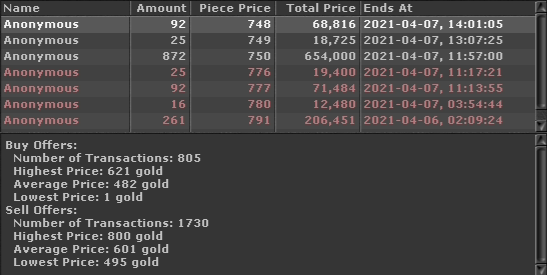 Name Amount Piece Price Total Price Ends At
Anonymous 92 748 68,816 2021-04-07, 14:01:05
Anonymous 25 749 18,725 2021-04-07, 13:07:25
Anonymous 872 750 654,000 2021-04-07, 11:57:00
Anonymous 25 776 19,400 2021-04-07, 11:17:21
Anonymous 92 777 71,484 2021-04-07, 11:13:55
Anonymous 16 780 12,480 2021-04-07, 03:54:44
Anonymous 261 791 206,451 2021-04-06, 02:09:24
Buy Offers:
Number of Transactions: 805
Highest Price: 621 gold
Average Price: 482 gold
Lowest Price: 1 gold
Sell Offers:
Number of Transactions: 1730
Highest Price: 800 gold
Average Price: 601 gold
Lowest Price: 495 gold